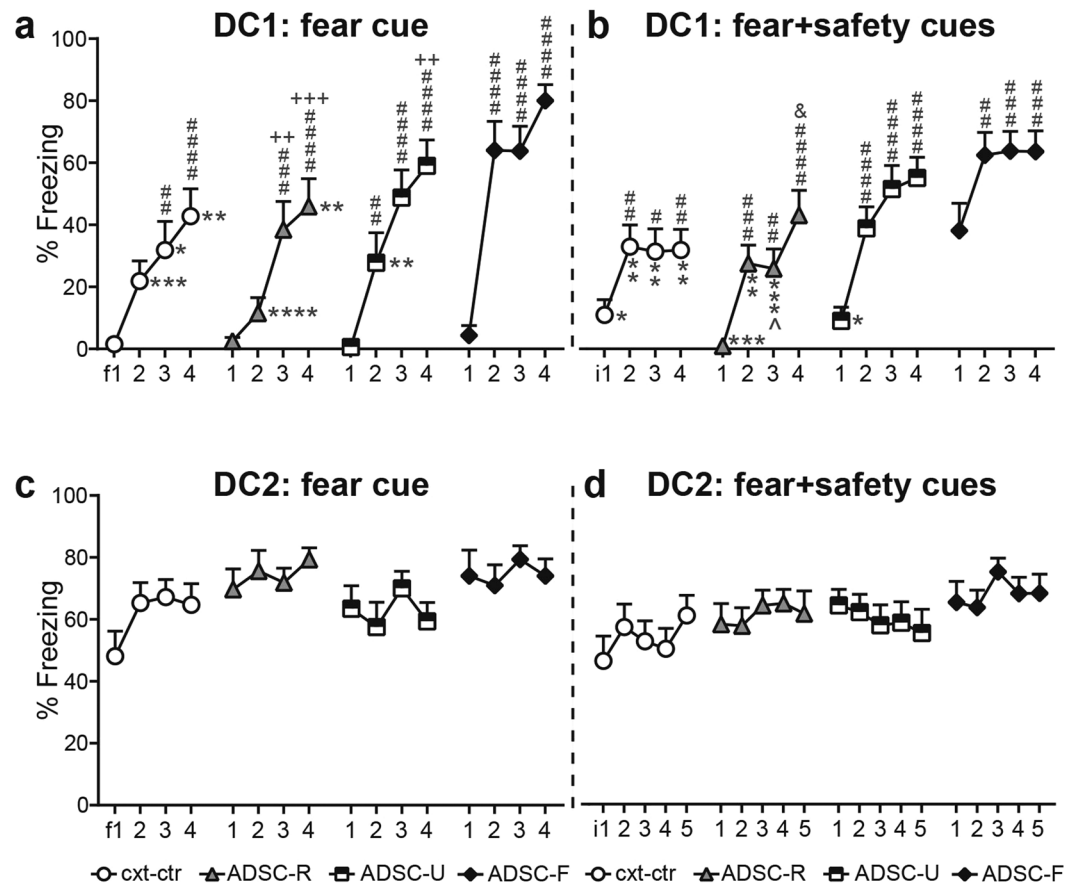 a DC1: fear cue
b DC1: fear+safety cues
% Freezing
100
80
60
40
20
0
#### ## #### ** * ***
++ ### +++ ##### ** ****
## ##### ++ #### **
##### ##### ####
## # ## * ** ** **
### ## & ##### *** ** ***^
##### ##### #### *
## ### ###
f1 2 3 4 1 2 3 4 1 2 3 4 1 2 3 4
i1 2 3 4 1 2 3 4 1 2 3 4 1 2 3 4
c DC2: fear cue
d DC2: fear+safety cues
% Freezing
100
80
60
40
20
0
f1 2 3 4 1 2 3 4 1 2 3 4 1 2 3 4
i1 2 3 4 5 1 2 3 4 5 1 2 3 4 5 1 2 3 4 5
cxt-ctr ADSC-R ADSC-U ADSC-F cxt-ctr ADSC-R ADSC-U ADSC-F